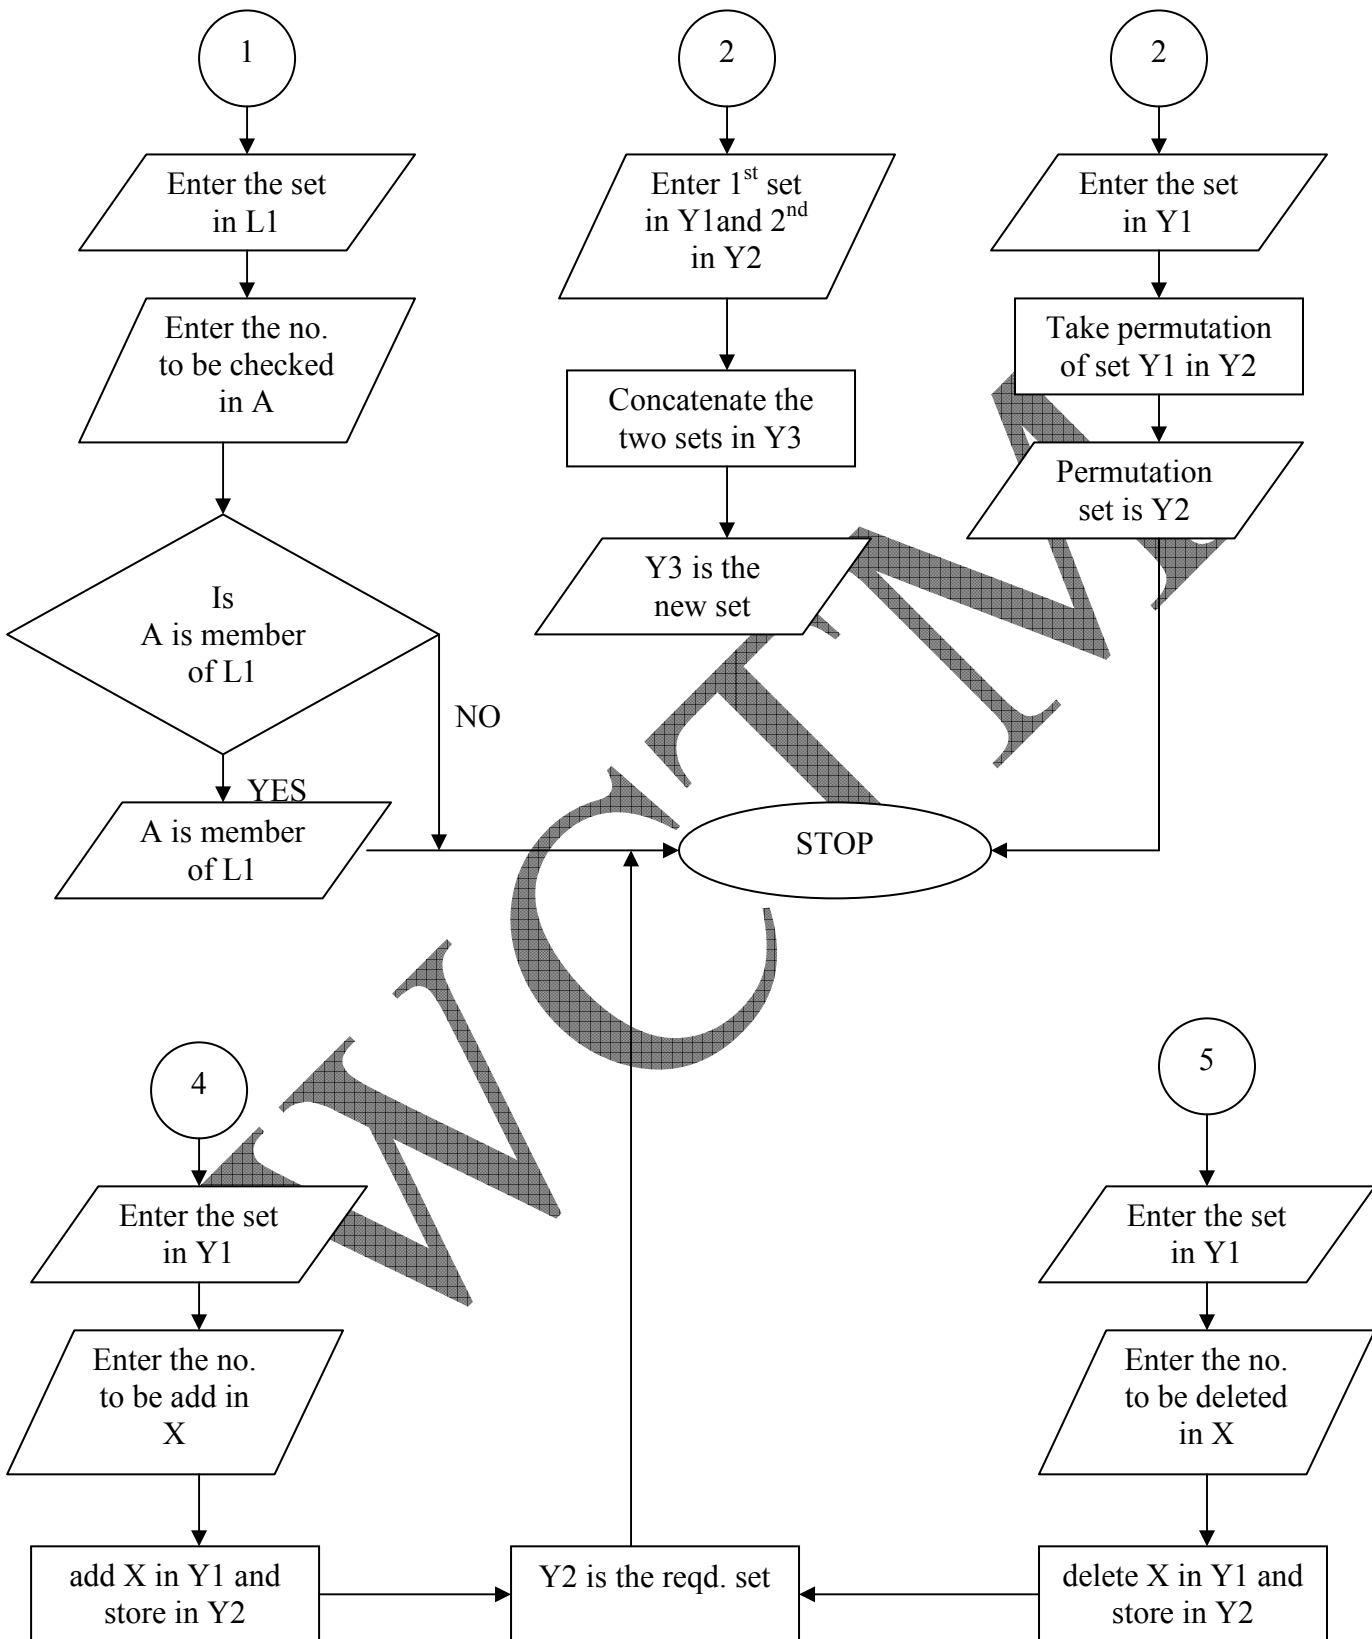 1
Enter the set
in L1
Enter the no.
to be checked
in A
Is
A is member
of L1
NO
YES
A is member
of L1
2
Enter 1st set
in Y1and 2nd
in Y2
Concatenate the
two sets in Y3
Y3 is the
new set
2
Enter the set
in Y1
Take permutation
of set Y1 in Y2
Permutation
set is Y2
STOP
4
Enter the set
in Y1
Enter the no.
to be add in
X
add X in Y1 and
store in Y2
Y2 is the reqd. set
5
Enter the set
in Y1
Enter the no.
to be deleted
in X
delete X in Y1 and
store in Y2
WCTM